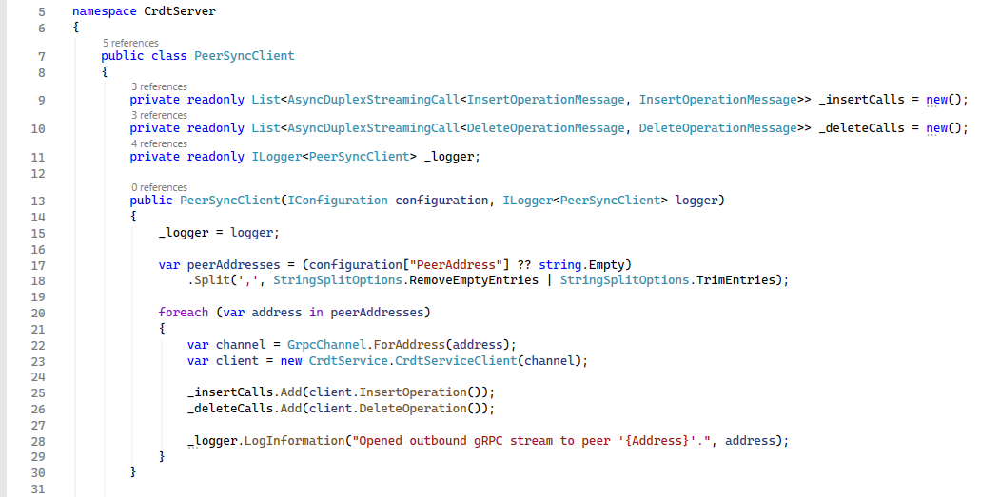 5 namespace CrdtServer
6 {
5 references
7 public class PeerSyncClient
8 {
3 references
9 private readonly List<AsyncDuplexStreamingCall<InsertOperationMessage, InsertOperationMessage>> _insertCalls = new();
3 references
10 private readonly List<AsyncDuplexStreamingCall<DeleteOperationMessage, DeleteOperationMessage>> _deleteCalls = new();
4 references
11 private readonly ILogger<PeerSyncClient> _logger;
12
0 references
13 public PeerSyncClient(IConfiguration configuration, ILogger<PeerSyncClient> logger)
14 {
15 _logger = logger;
16
17 var peerAddresses = (configuration["PeerAddress"] ?? string.Empty)
18 .Split(',', StringSplitOptions.RemoveEmptyEntries | StringSplitOptions.TrimEntries);
19
20 foreach (var address in peerAddresses)
21 {
22 var channel = GrpcChannel.ForAddress(address);
23 var client = new CrdtService.CrdtServiceClient(channel);
24
25 _insertCalls.Add(client.InsertOperation());
26 _deleteCalls.Add(client.DeleteOperation());
27
28 _logger.LogInformation("Opened outbound gRPC stream to peer '{Address}'.", address);
29 }
30 }
31